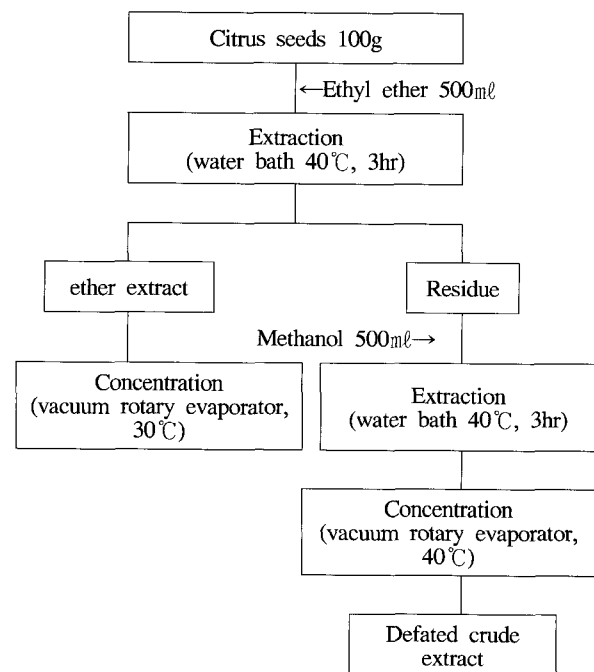 Citrus seeds 100g
←Ethyl ether 500㎖
Extraction
(water bath 40℃, 3hr)
ether extract
Residue
Methanol 500㎖→
Concentration
(vacuum rotary evaporator,
30℃)
Extraction
(water bath 40℃, 3hr)
Concentration
(vacuum rotary evaporator,
40℃)
Defated crude
extract